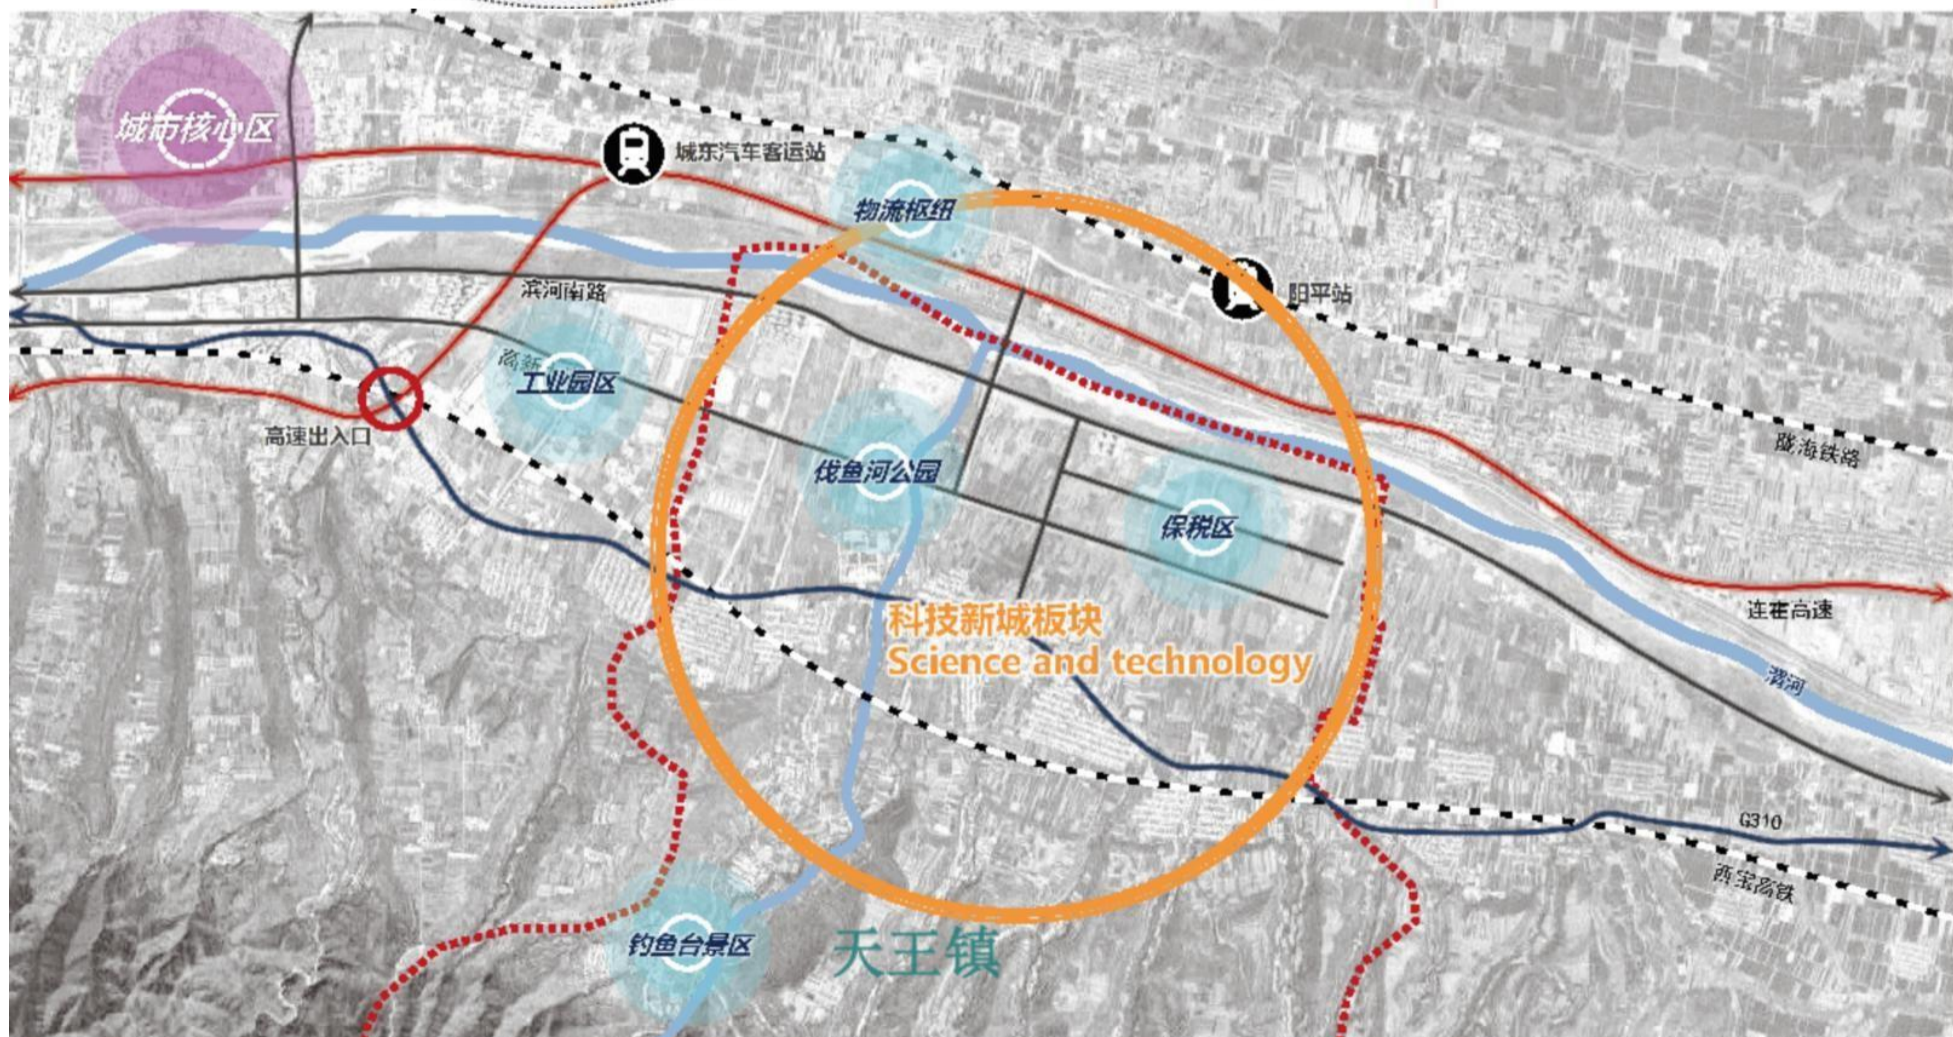 城市核心区
城东汽车客运站
物流枢纽
阳平站
滨河南路
高新
工业园区
高速出入口
伐鱼河公园
陇海铁路
保税区
科技新城板块
Science and technology
连霍高速
渭河
G310
西宝高铁
钓鱼台景区
天王镇